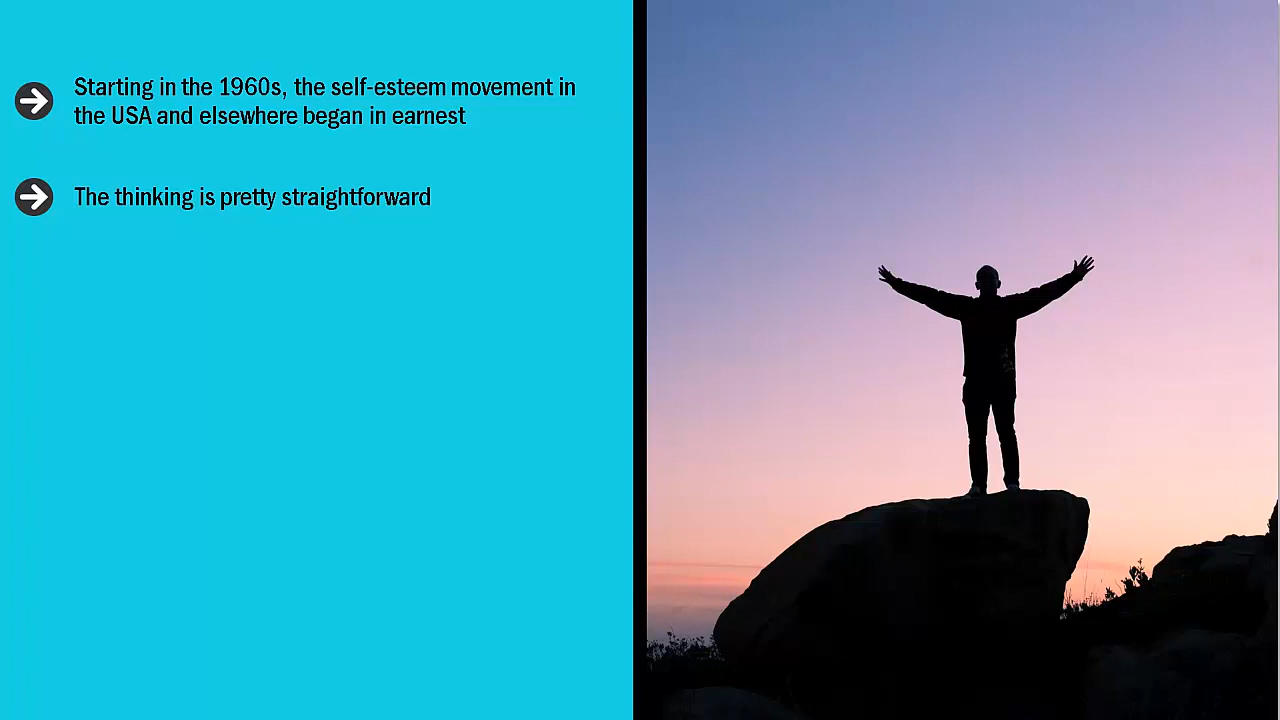 Starting in the 1960s, the self-esteem movement in
the USA and elsewhere began in earnest
The thinking is pretty straightforward